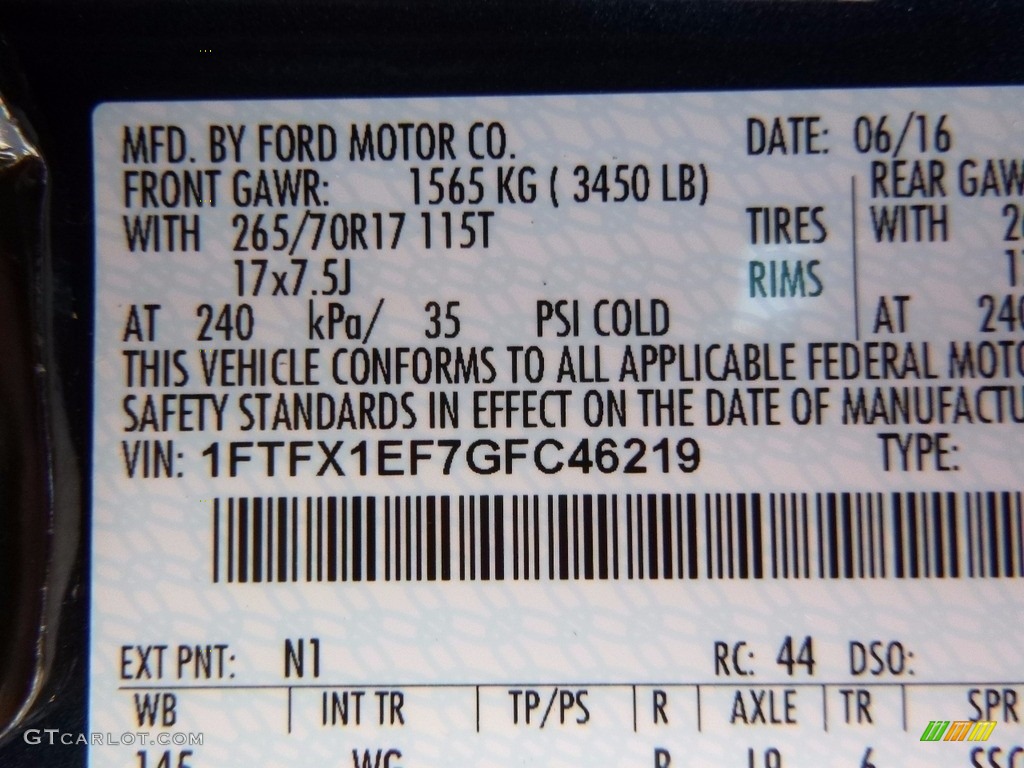 MFD. BY FORD MOTOR CO. DATE: 06/16
FRONT GAWR: 1565 KG ( 3450 LB) REAR GAW
WITH 265/70R17 115T TIRES WITH
17x7.5J RIMS
AT 240 kPa/ 35 PSI COLD AT 240
THIS VEHICLE CONFORMS TO ALL APPLICABLE FEDERAL MOTO
SAFETY STANDARDS IN EFFECT ON THE DATE OF MANUFACTU
VIN: 1FTFX1EF7GFC46219 TYPE:
EXT PNT: N1 RC: 44 DSO:
WB INT TR TP/PS R AXLE TR SPR
GTCARLOT.COM